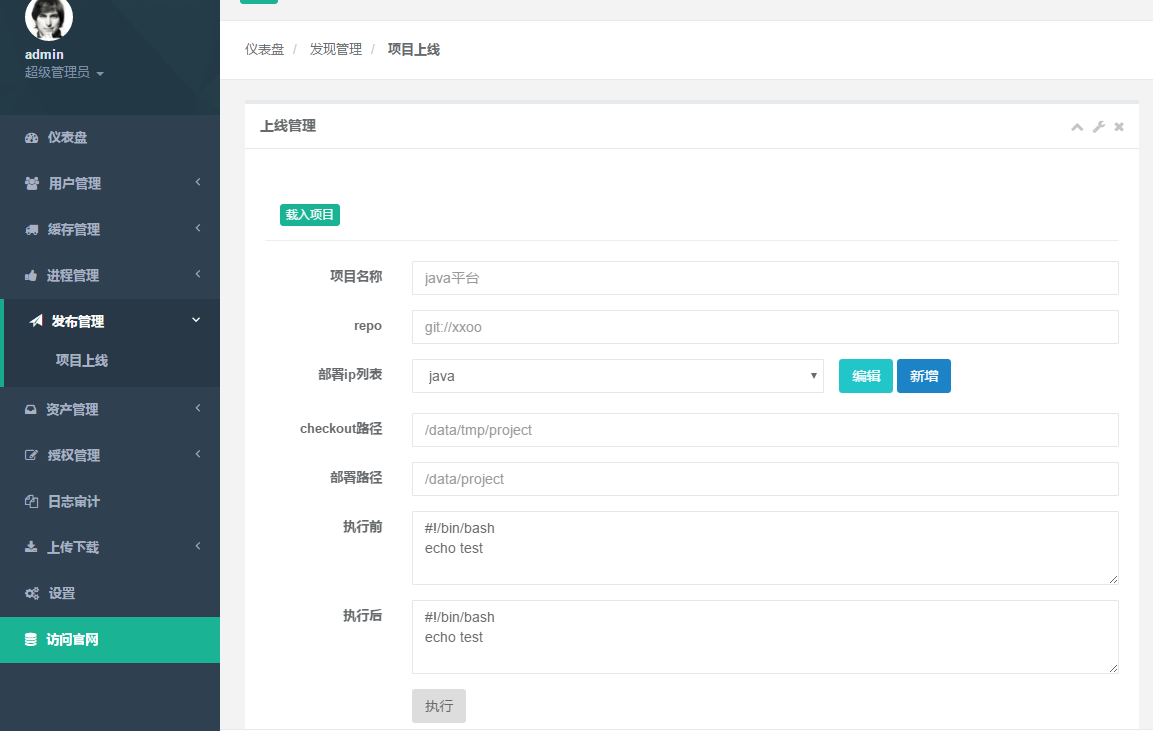 admin
超级管理员
仪表盘
用户管理
缓存管理
进程管理
发布管理
项目上线
资产管理
授权管理
日志审计
上传下载
设置
访问官网
仪表盘 / 发现管理 / 项目上线
上线管理
载入项目
项目名称 java平台
repo git://xxoo
部署ip列表 java 编辑 新增
checkout路径 /data/tmp/project
部署路径 /data/project
执行前 #!/bin/bash
echo test
执行后 #!/bin/bash
echo test
执行